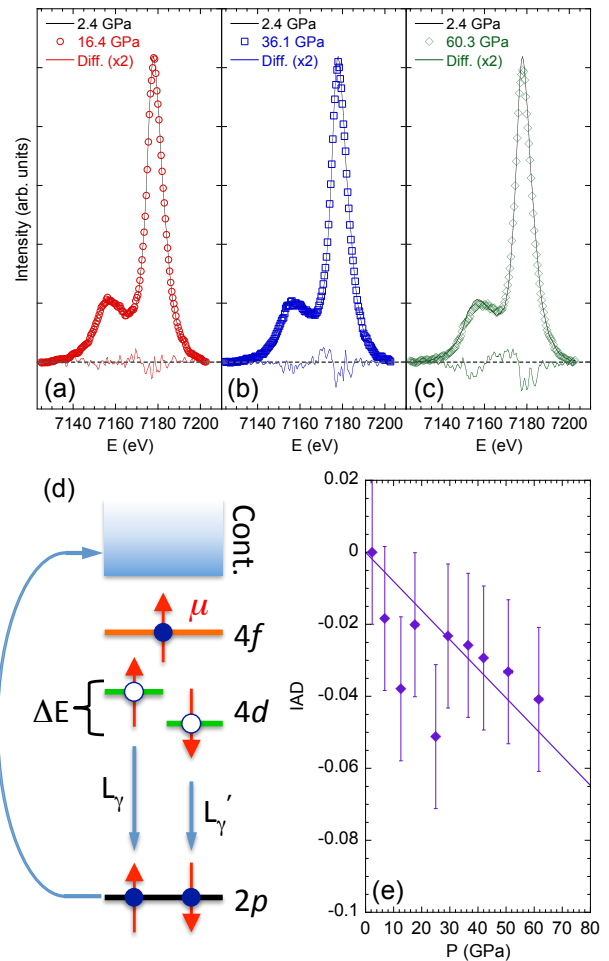 2.4 GPa
16.4 GPa
Diff. (x2)
2.4 GPa
36.1 GPa
Diff. (x2)
2.4 GPa
60.3 GPa
Diff. (x2)
Intensity (arb. units)
(a)
(b)
(c)
7140 7160 7180 7200
7140 7160 7180 7200
7140 7160 7180 7200
E (eV)
E (eV)
E (eV)
(d)
Cont.
μ
4f
ΔE
4d
Lγ
Lγ′
2p
0.02
0
-0.02
-0.04
-0.06
-0.08
-0.1
IAD
(e)
0 10 20 30 40 50 60 70 80
P (GPa)